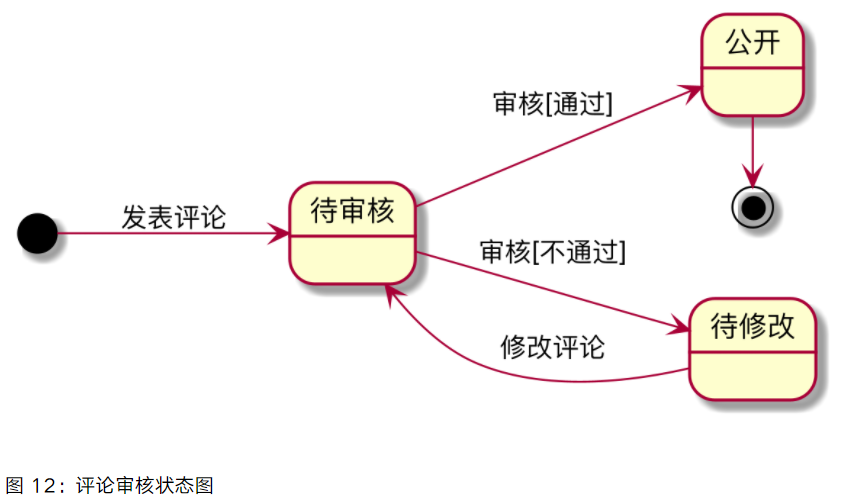 公开
审核[通过]
发表评论
待审核
审核[不通过]
待修改
修改评论
图 12：评论审核状态图